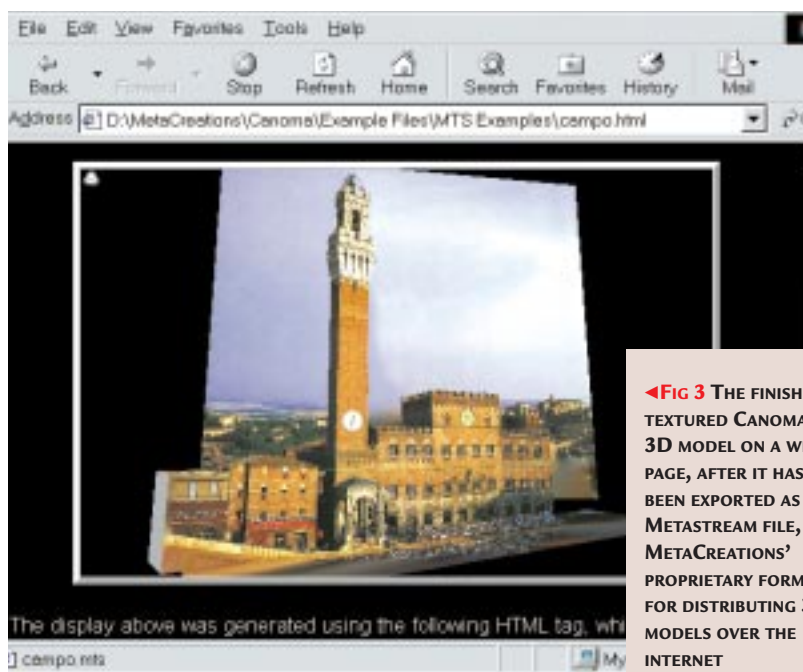 File Edit View Favorites Tools Help
Back Forward Stop Refresh Home Search Favorites History Mail
Address D:\MetaCreations\Canoma\Example Files\MTS Examples\campo.html
The display above was generated using the following HTML tag, whi
campo.mts My
◀FIG 3 THE FINISH
TEXTURED CANOMA
3D MODEL ON A W
PAGE, AFTER IT HAS
BEEN EXPORTED AS
METASTREAM FILE,
METACREATIONS’
PROPRIETARY FORM
FOR DISTRIBUTING
MODELS OVER THE
INTERNET